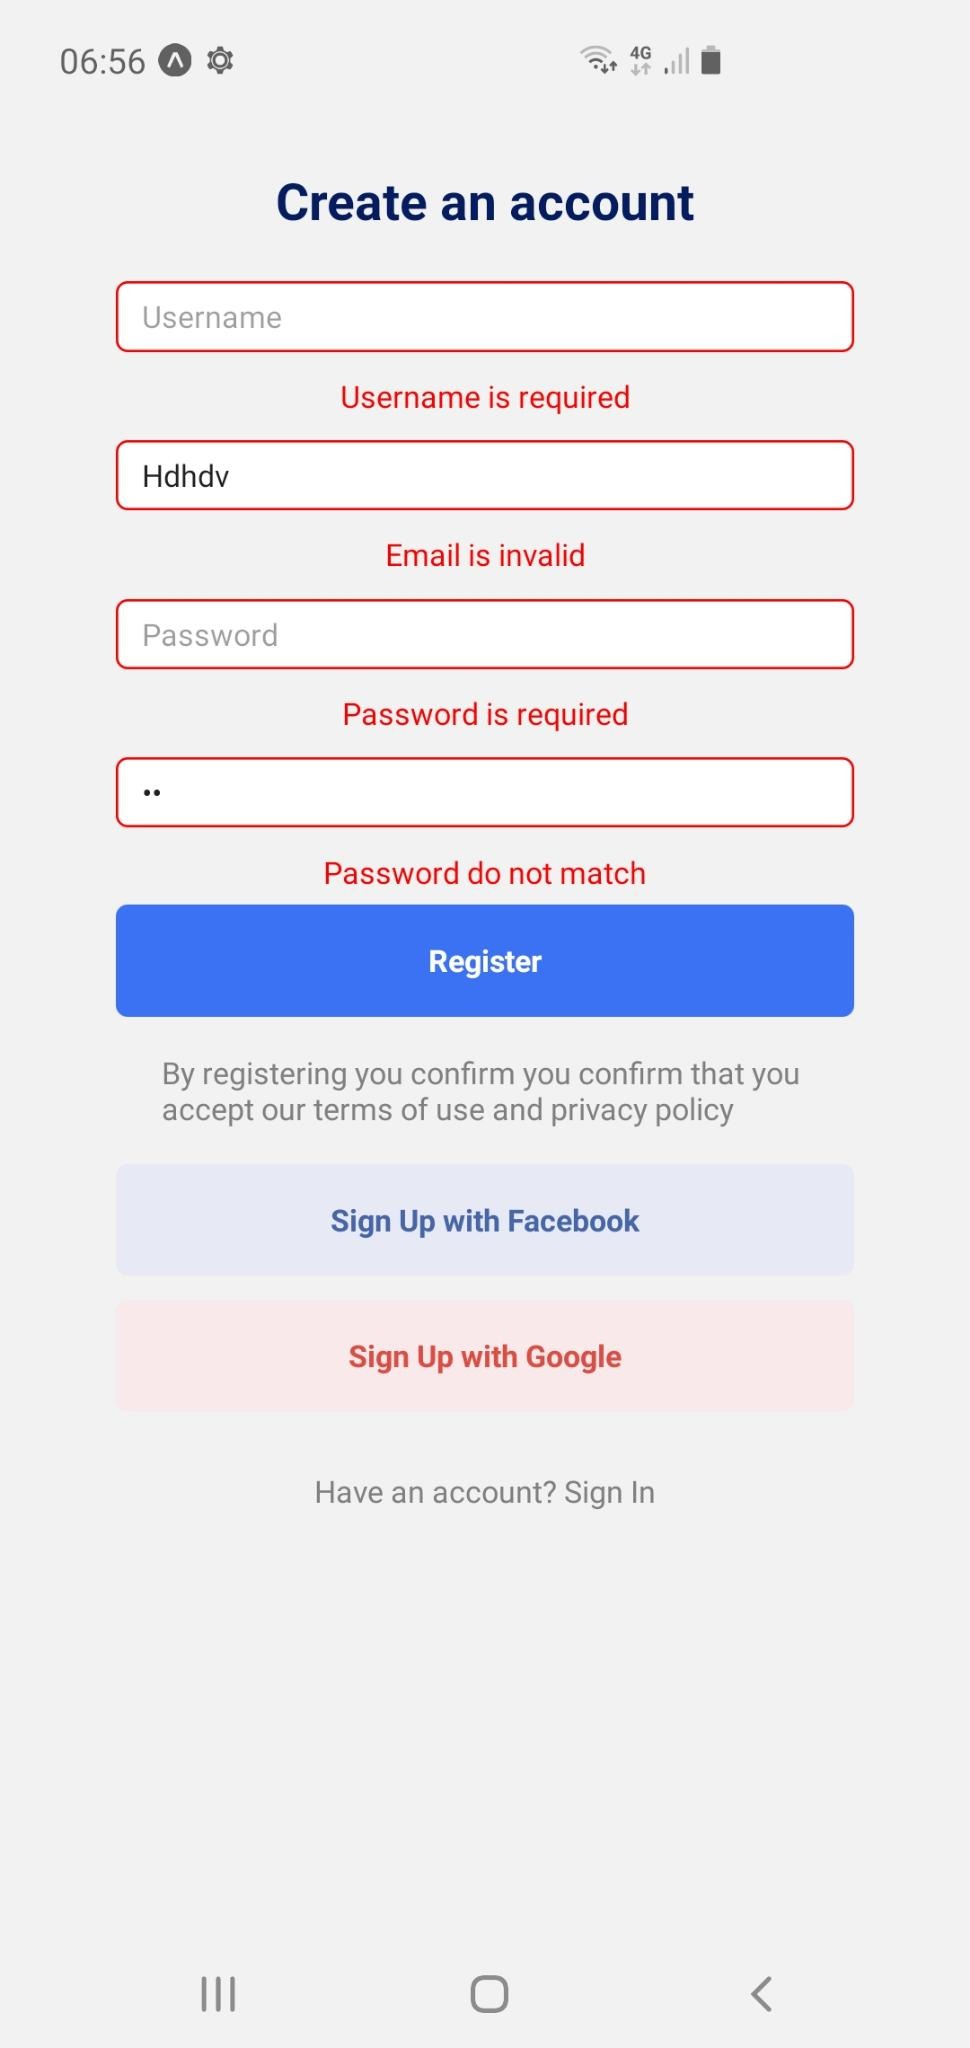 06:56
4G
Create an account
Username
Username is required
Hdhdv
Email is invalid
Password
Password is required
••
Password do not match
Register
By registering you confirm you confirm that you
accept our terms of use and privacy policy
Sign Up with Facebook
Sign Up with Google
Have an account? Sign In